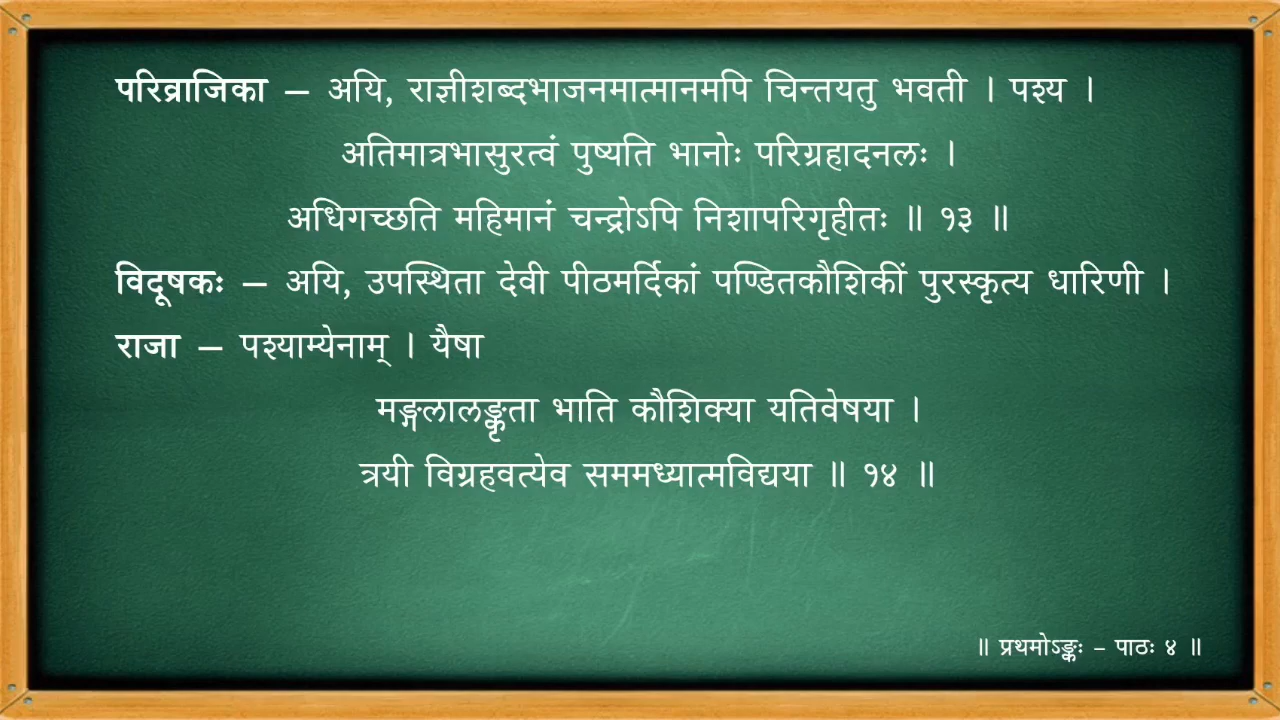 परिव्राजिका – अयि, राज्ञीशब्दभाजनमात्मानमपि चिन्तयतु भवती । पश्य ।
अतिमात्रभासुरत्वं पुष्यति भानोः परिग्रहादनलः ।
अधिगच्छति महिमानं चन्द्रोऽपि निशापरिगृहीतः ॥ १३ ॥
विदूषकः – अयि, उपस्थिता देवी पीठमर्दिकां पण्डितकौशिकीं पुरस्कृत्य धारिणी ।
राजा – पश्याम्येनाम् । यैषा
मङ्गलालङ्कृता भाति कौशिक्या यतिवेषया ।
त्रयी विग्रहवत्येव सममध्यात्मविद्यया ॥ १४ ॥
॥ प्रथमोऽङ्कः – पाठः ४ ॥